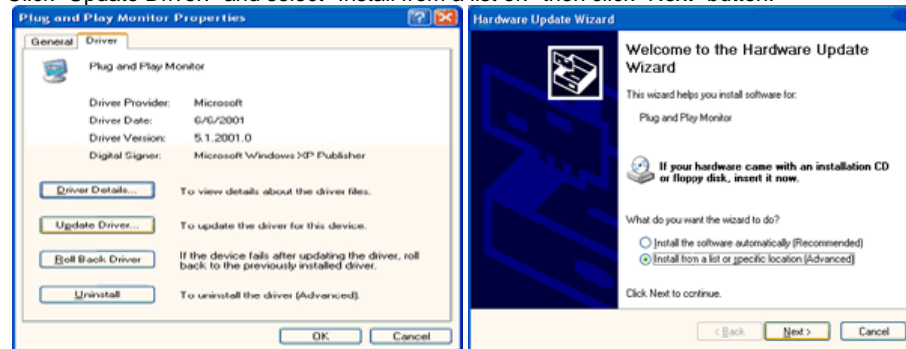 Click "Update Driver" and select "Install from a list or" then click "Next" button.
Plug and Play Monitor Properties
General Driver
Plug and Play Monitor
Driver Provider: Microsoft
Driver Date: 6/6/2001
Driver Version: 5.1.2001.0
Digital Signer: Microsoft Windows XP Publisher
Driver Details... To view details about the driver files.
Update Driver... To update the driver for this device.
Roll Back Driver If the device fails after updating the driver, roll
back to the previously installed driver.
Uninstall To uninstall the driver (Advanced).
OK Cancel
Hardware Update Wizard
Welcome to the Hardware Update
Wizard
This wizard helps you install software for:
Plug and Play Monitor
If your hardware came with an installation CD
or floppy disk, insert it now.
What do you want the wizard to do?
Install the software automatically (Recommended)
Install from a list or specific location (Advanced)
Click Next to continue.
< Back Next > Cancel